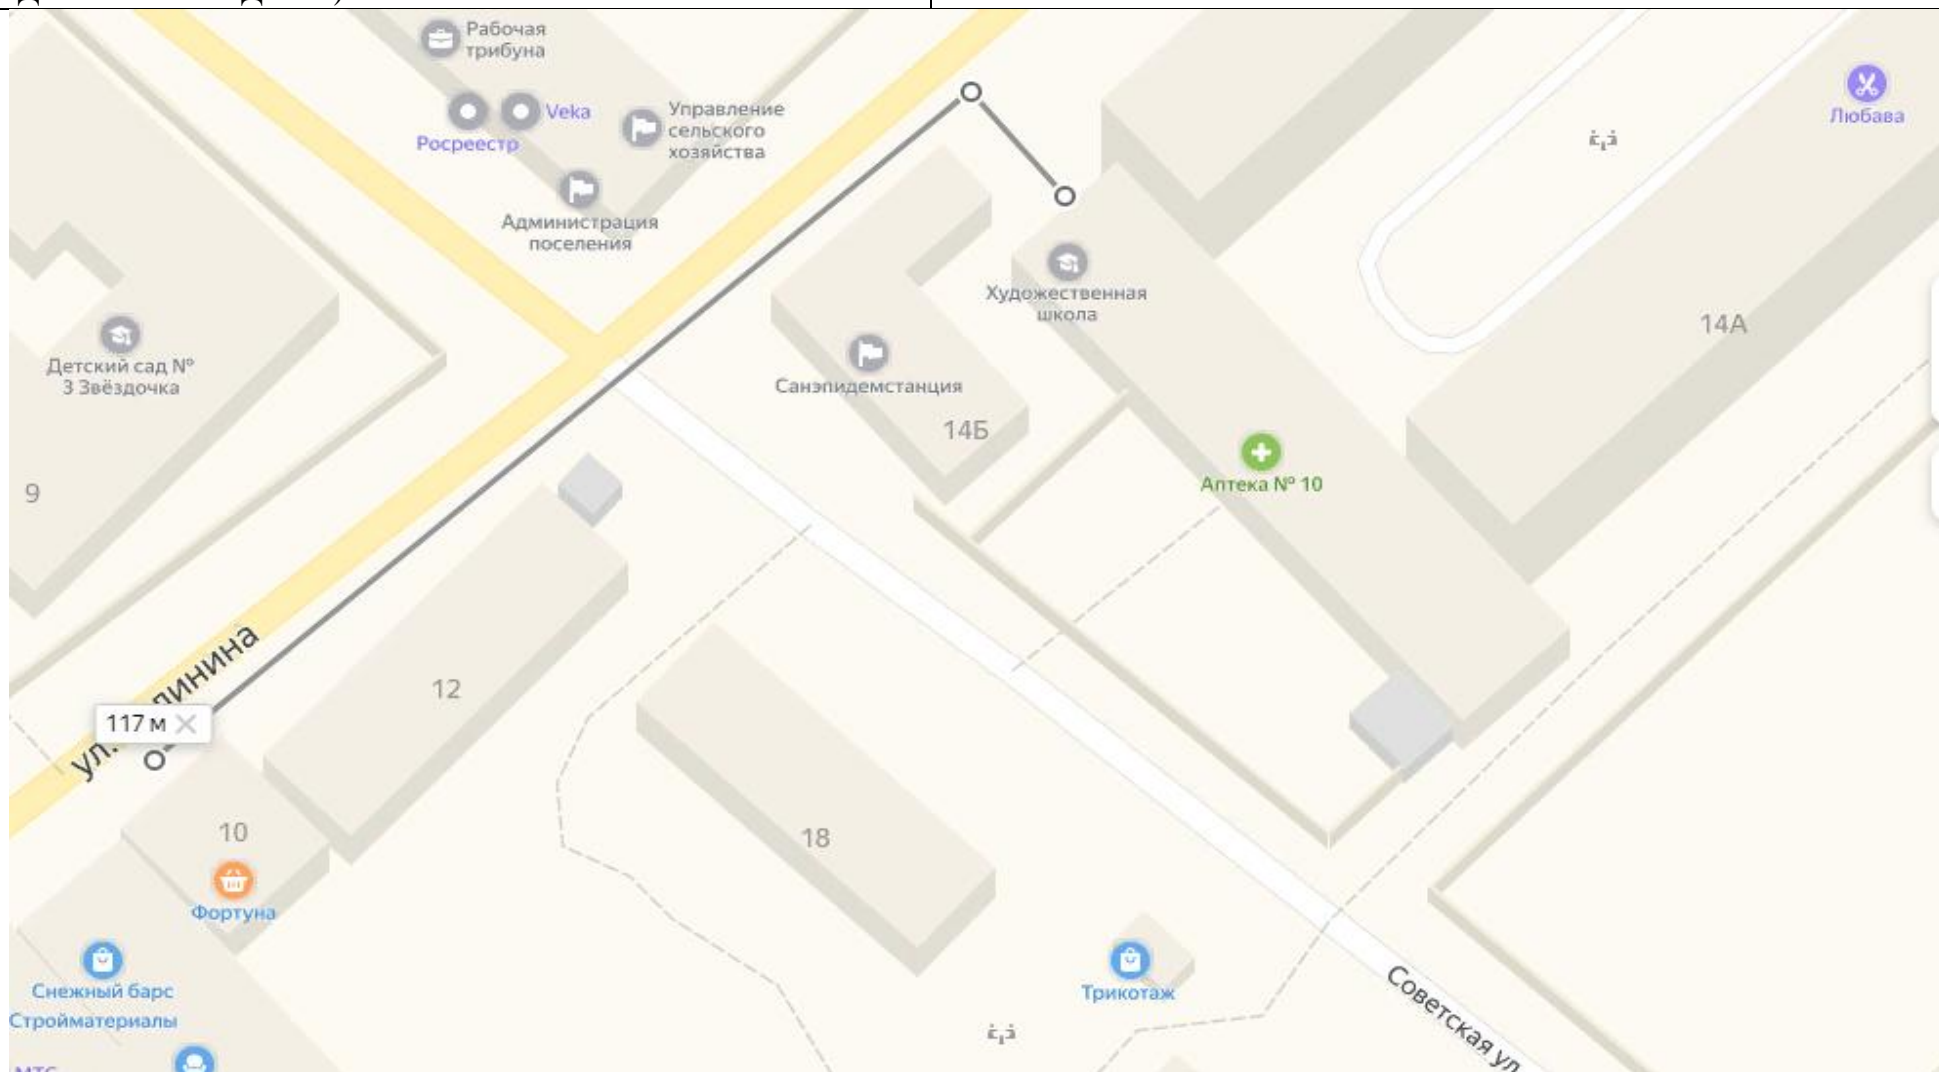 Рабочая
трибуна
Veka
Росреестр
Управление
сельского
хозяйства
Администрация
поселения
Любава
Художественная
школа
Детский сад №
3 Звёздочка
14А
Санэпидемстанция
14Б
Аптека № 10
9
12
117 м
10
18
Фортуна
Снежный барс
Стройматериалы
Трикотаж
Советская ул.